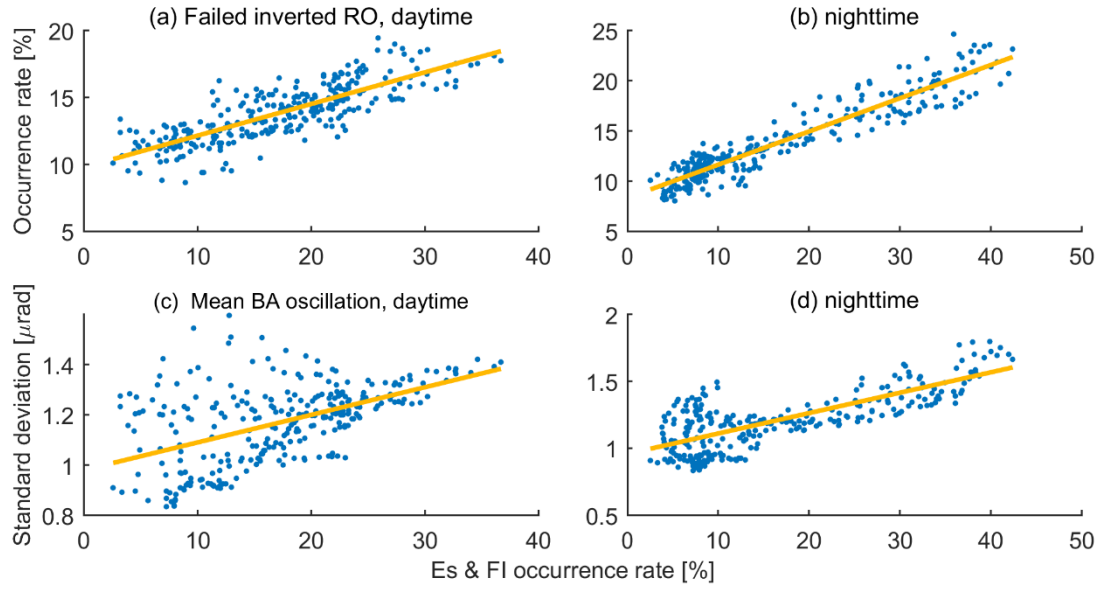 (a) Failed inverted RO, daytime
(b) nighttime
Occurrence rate [%]
20
15
10
5
0 10 20 30 40
25
20
15
10
5
0 10 20 30 40 50
(c) Mean BA oscillation, daytime
(d) nighttime
Standard deviation [μrad]
1.4
1.2
1
0.8
0 10 20 30 40
2
1.5
1
0.5
0 10 20 30 40 50
Es & FI occurrence rate [%]